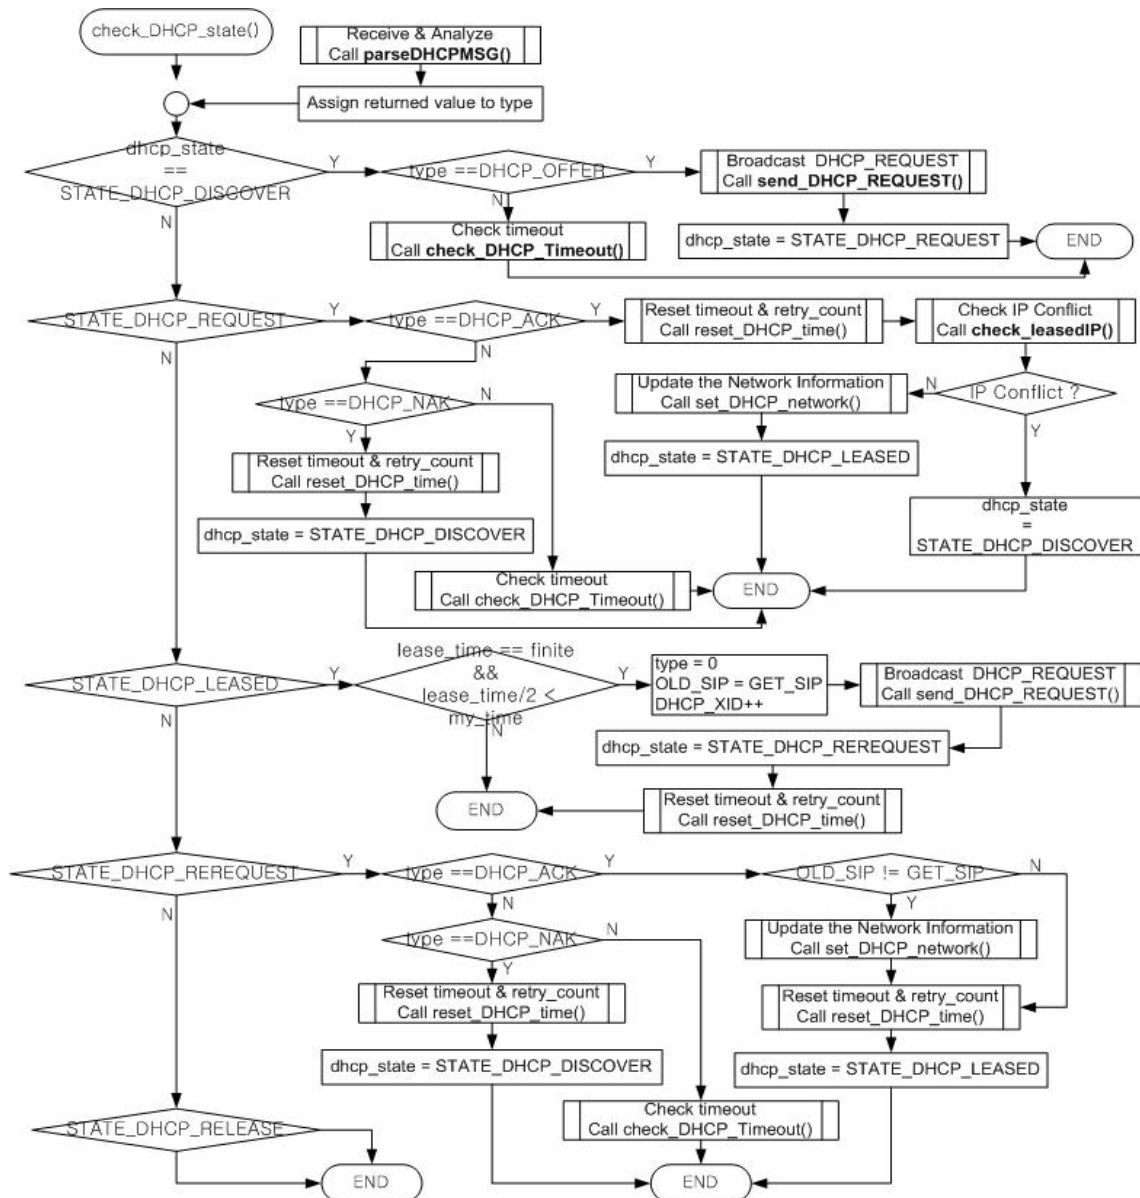 check_DHCP_state()
Receive & Analyze
Call parseDHCPMSG()
Assign returned value to type
dhcp_state
==
STATE_DHCP_DISCOVER
Y
N
type ==DHCP_OFFER
Y
N
Broadcast DHCP_REQUEST
Call send_DHCP_REQUEST()
Check timeout
Call check_DHCP_Timeout()
dhcp_state = STATE_DHCP_REQUEST
END
STATE_DHCP_REQUEST
Y
N
type ==DHCP_ACK
Y
N
Reset timeout & retry_count
Call reset_DHCP_time()
Check IP Conflict
Call check_leasedIP()
type ==DHCP_NAK
N
Y
Update the Network Information
Call set_DHCP_network()
N
IP Conflict ?
Y
Reset timeout & retry_count
Call reset_DHCP_time()
dhcp_state = STATE_DHCP_LEASED
dhcp_state = STATE_DHCP_DISCOVER
dhcp_state
=
STATE_DHCP_DISCOVER
Check timeout
Call check_DHCP_Timeout()
END
STATE_DHCP_LEASED
Y
N
lease_time == finite
&&
lease_time/2 <
my_time
Y
N
type = 0
OLD_SIP = GET_SIP
DHCP_XID++
Broadcast DHCP_REQUEST
Call send_DHCP_REQUEST()
dhcp_state = STATE_DHCP_REREQUEST
END
Reset timeout & retry_count
Call reset_DHCP_time()
STATE_DHCP_REREQUEST
Y
N
type ==DHCP_ACK
Y
N
OLD_SIP != GET_SIP
N
Y
type ==DHCP_NAK
N
Y
Update the Network Information
Call set_DHCP_network()
Reset timeout & retry_count
Call reset_DHCP_time()
Reset timeout & retry_count
Call reset_DHCP_time()
dhcp_state = STATE_DHCP_DISCOVER
dhcp_state = STATE_DHCP_LEASED
STATE_DHCP_RELEASE
Y
N
Check timeout
Call check_DHCP_Timeout()
END
END